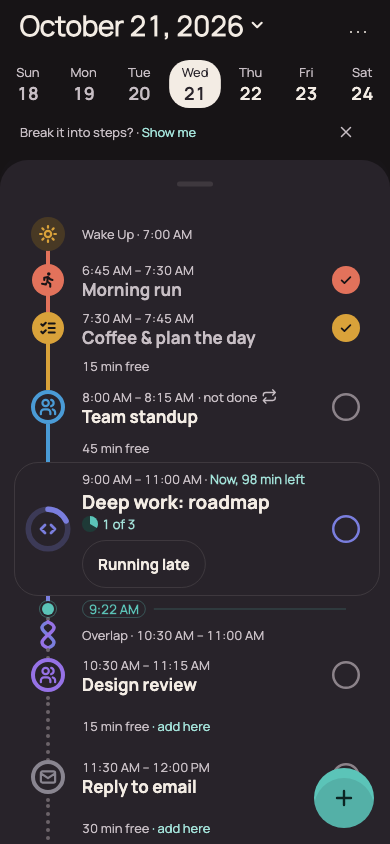 October 21, 2026
...
Sun Mon Tue Wed Thu Fri Sat
18 19 20 21 22 23 24
Break it into steps? · Show me
Wake Up · 7:00 AM
6:45 AM – 7:30 AM
Morning run
7:30 AM – 7:45 AM
Coffee & plan the day
15 min free
8:00 AM – 8:15 AM · not done
Team standup
45 min free
9:00 AM – 11:00 AM · Now, 98 min left
Deep work: roadmap
1 of 3
Running late
9:22 AM
Overlap · 10:30 AM – 11:00 AM
10:30 AM – 11:15 AM
Design review
15 min free · add here
11:30 AM – 12:00 PM
Reply to email
30 min free · add here